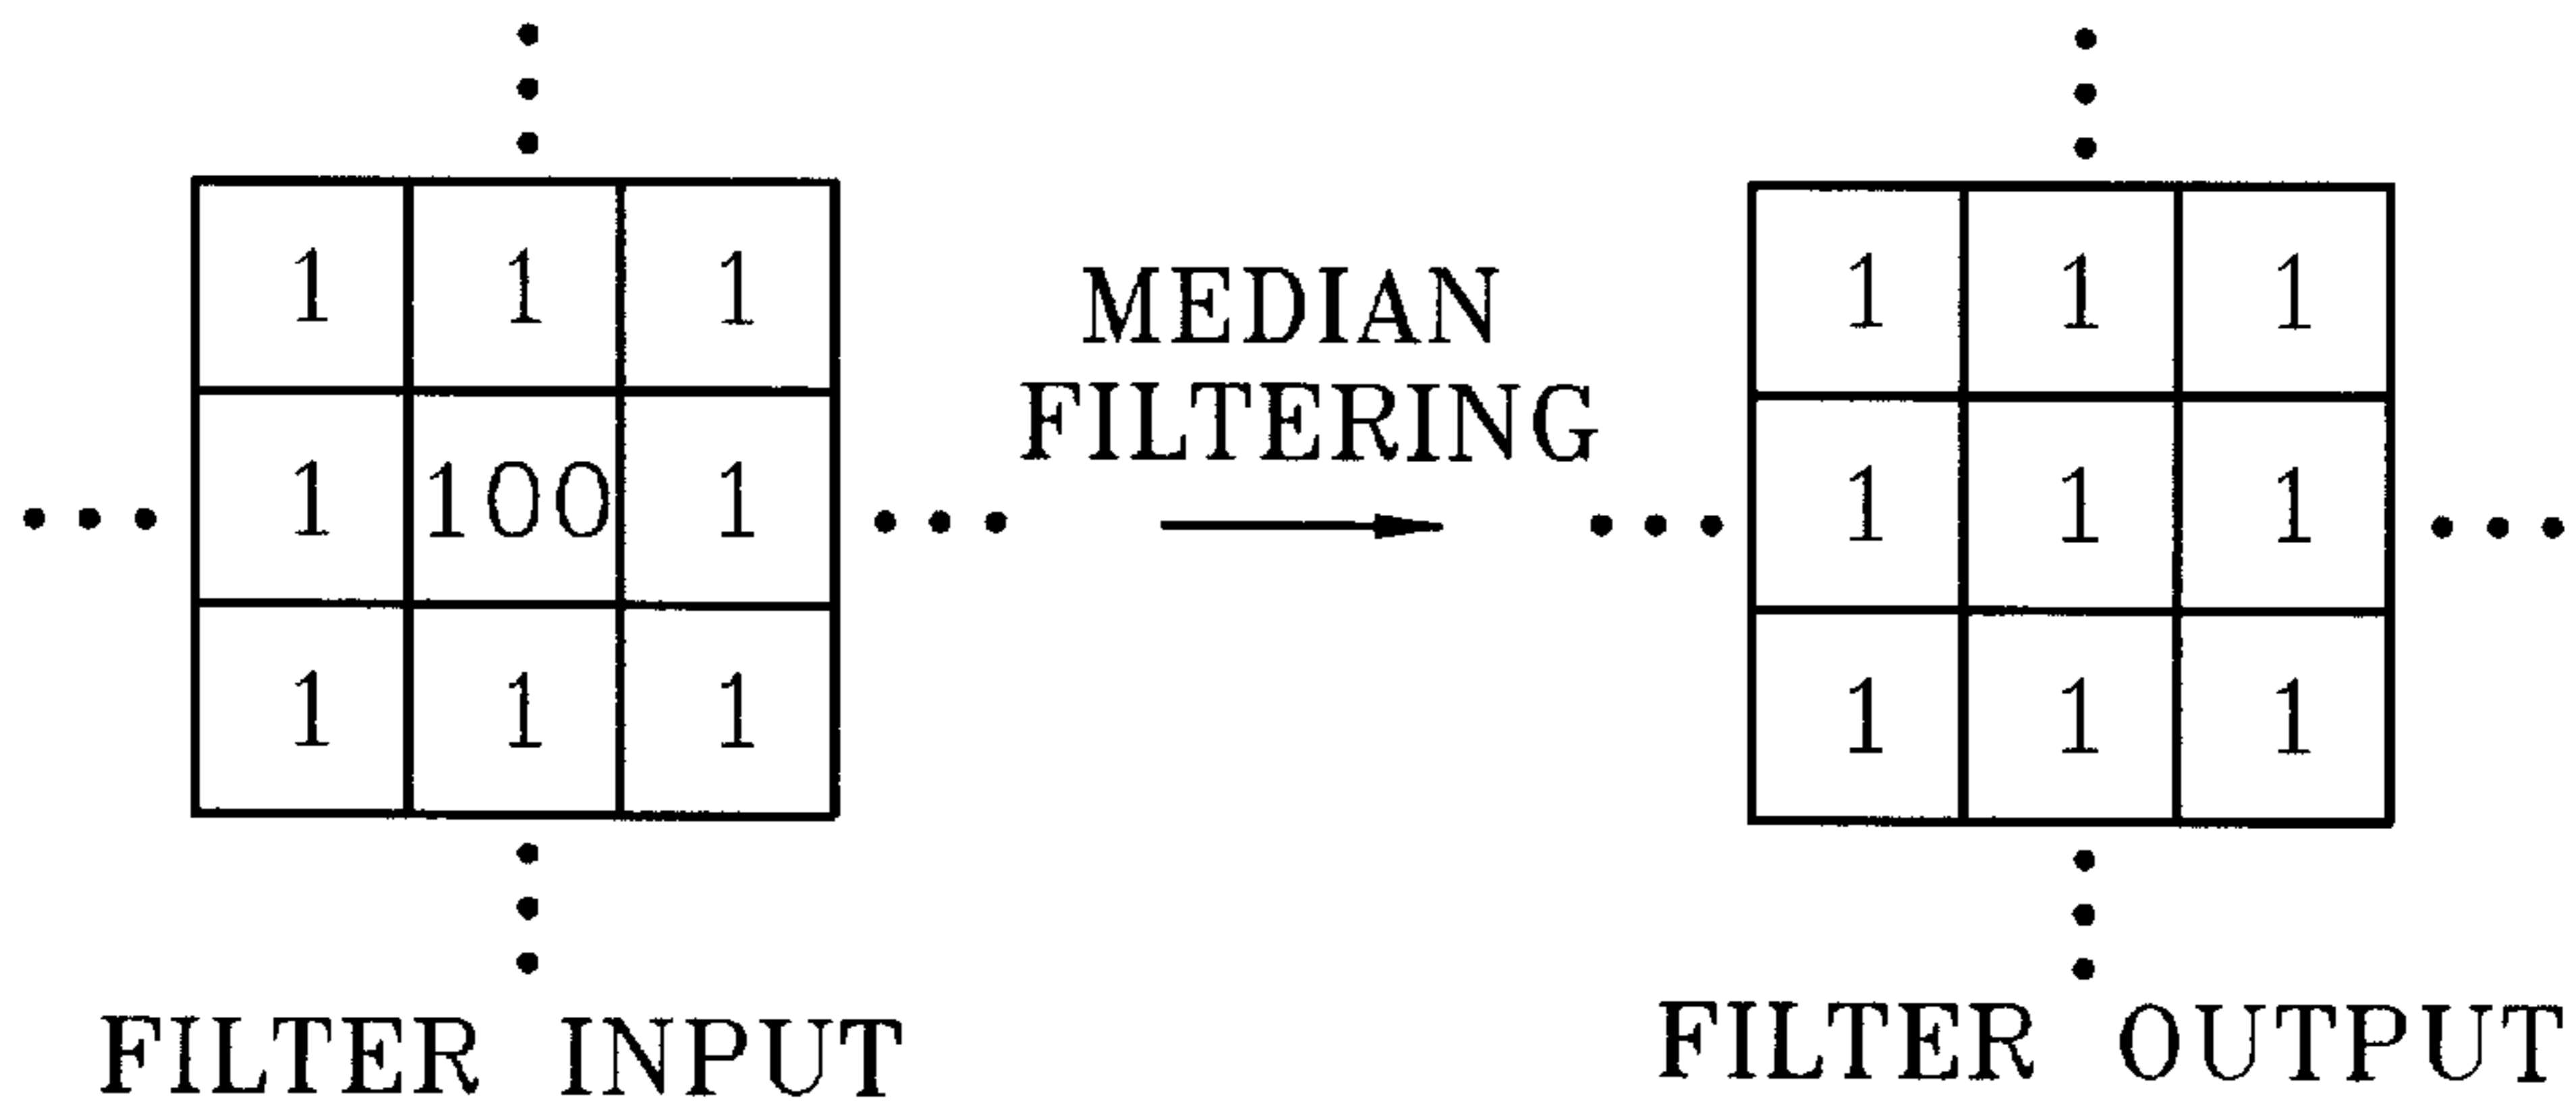 1 1 1
1 100 1
1 1 1
MEDIAN
FILTERING
1 1 1
1 1 1
1 1 1
FILTER INPUT
FILTER OUTPUT